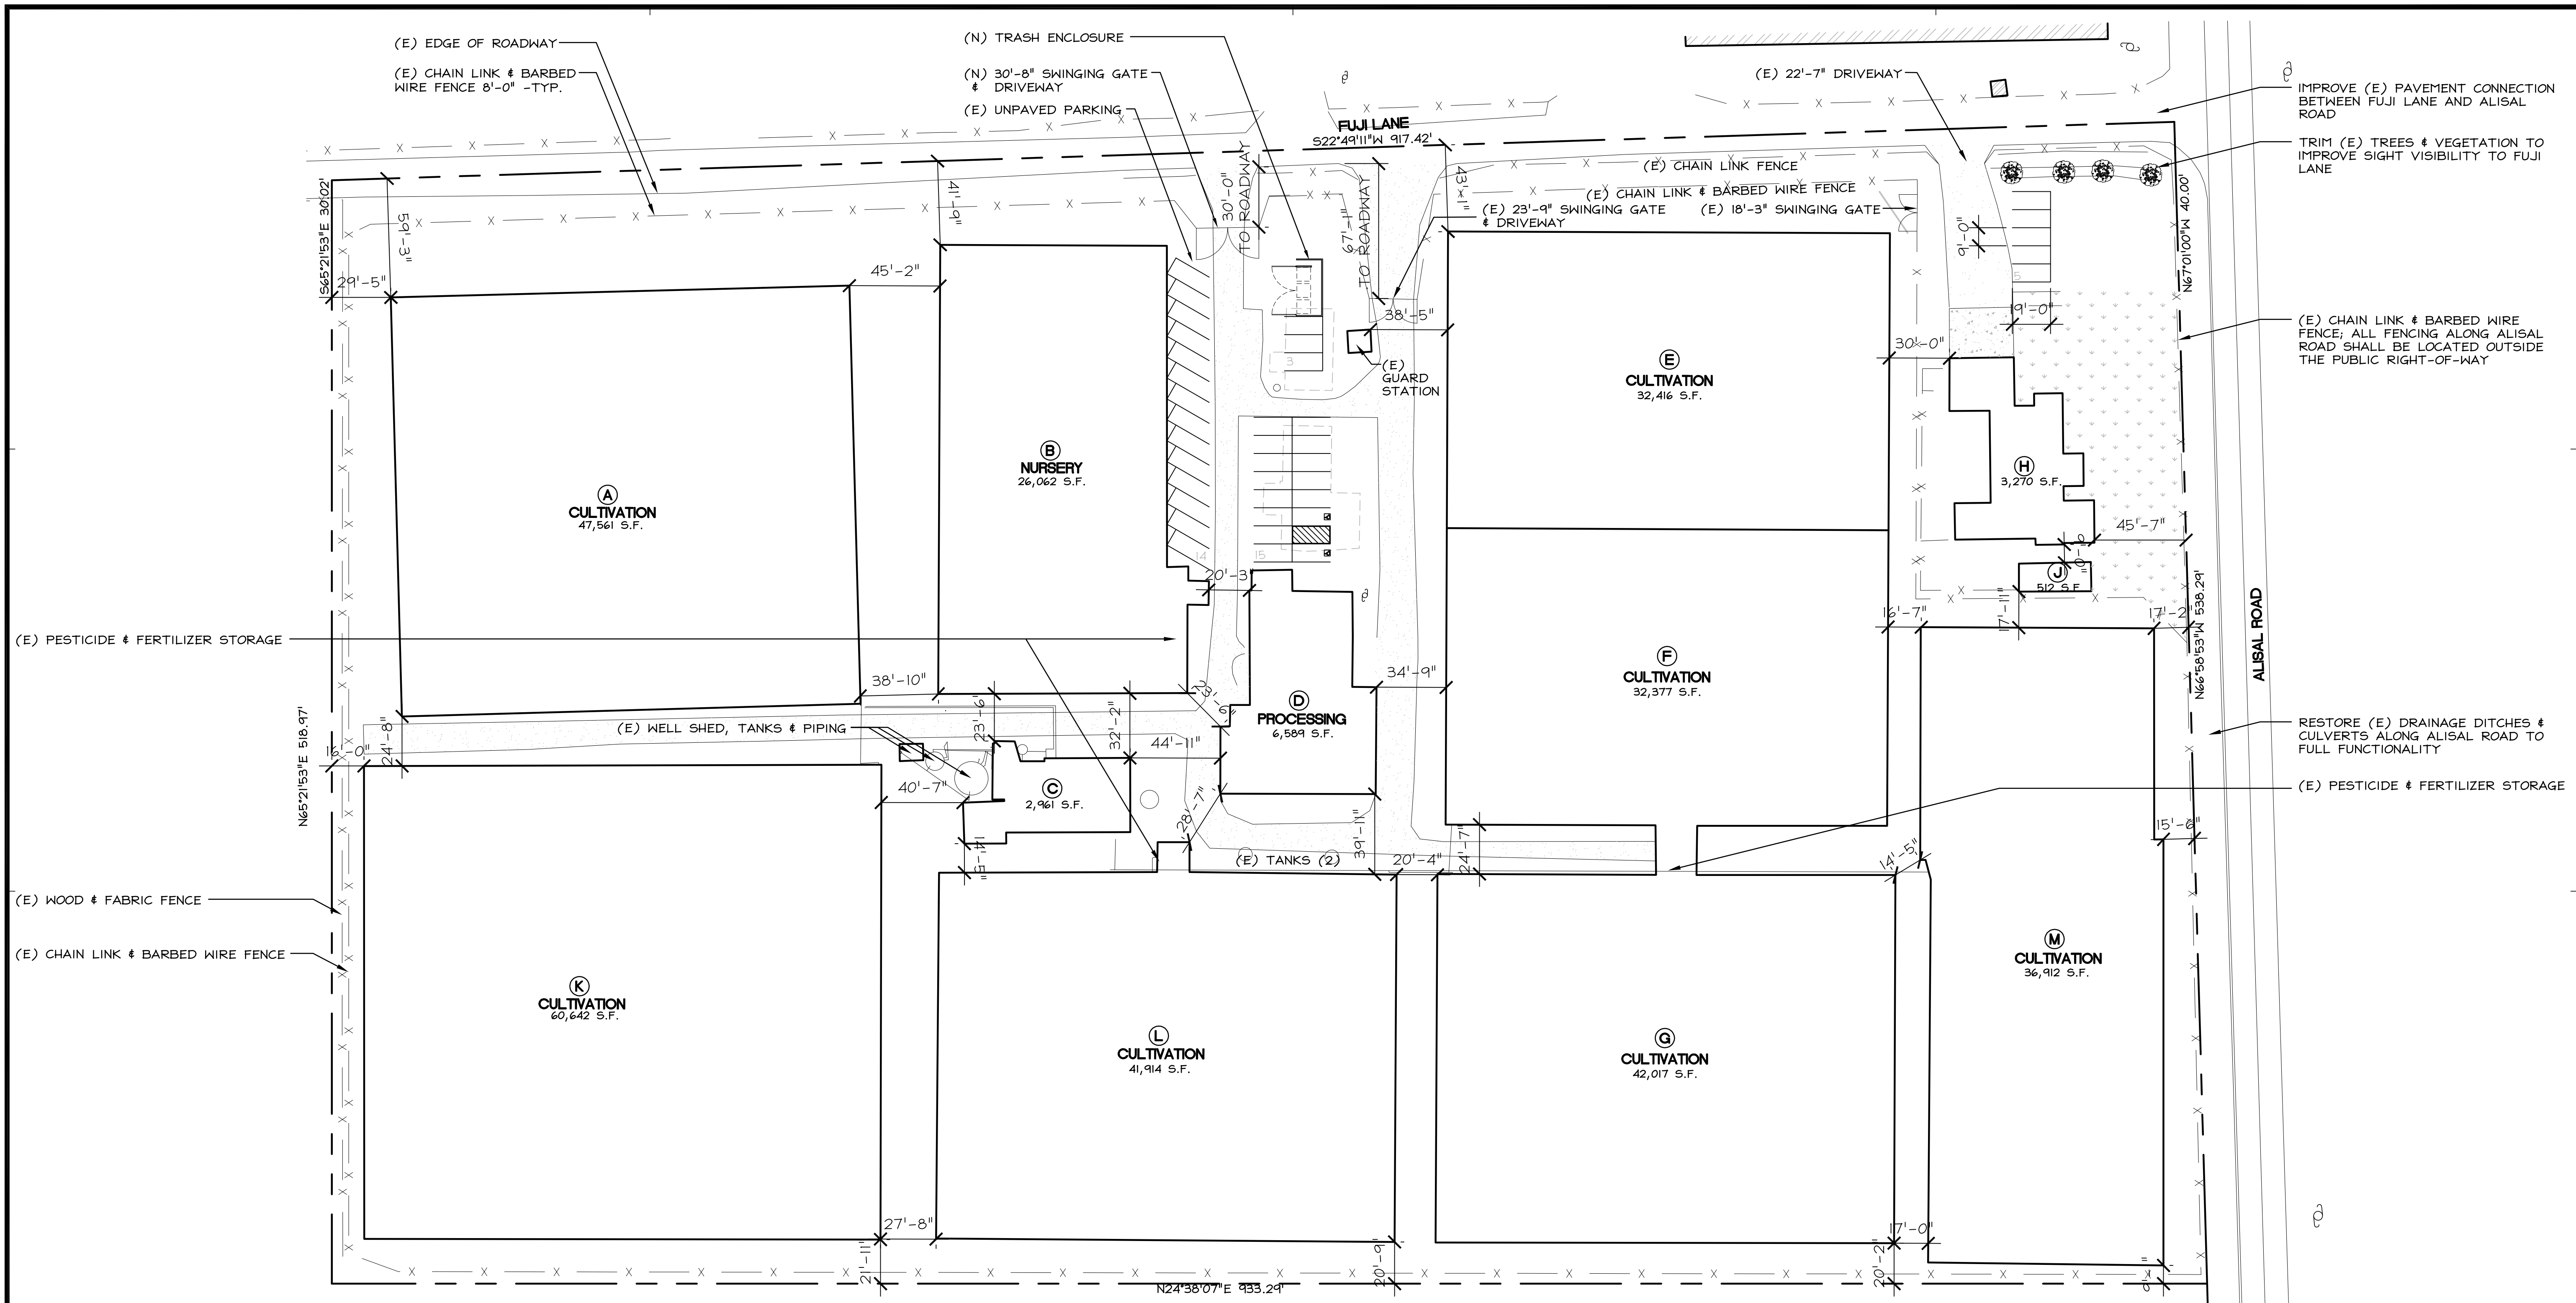 (E) EDGE OF ROADWAY
(E) CHAIN LINK & BARBED
WIRE FENCE 8'-0" -TYP.
(N) TRASH ENCLOSURE
(N) 30'-8" SWINGING GATE
& DRIVEWAY
(E) UNPAVED PARKING
FUJI LANE
S22°49'11"W 917.42'
(E) 22'-7" DRIVEWAY
IMPROVE (E) PAVEMENT CONNECTION
BETWEEN FUJI LANE AND ALISAL
ROAD
TRIM (E) TREES & VEGETATION TO
IMPROVE SIGHT VISIBILITY TO FUJI
LANE
(E) CHAIN LINK FENCE
(E) CHAIN LINK & BARBED WIRE FENCE
(E) 23'-9" SWINGING GATE
& DRIVEWAY
(E) 18'-3" SWINGING GATE
S65°21'53"E 30.02'
59'-3"
41'-9"
30'-0"
TO ROADWAY
67'-1"
TO ROADWAY
43'-1"
9'-0"
N67°01'00"W 40.00'
29'-5"
45'-2"
38'-5"
5
19'-0"
30'-0"
3
(E)
GUARD
STATION
(E) CHAIN LINK & BARBED WIRE
FENCE; ALL FENCING ALONG ALISAL
ROAD SHALL BE LOCATED OUTSIDE
THE PUBLIC RIGHT-OF-WAY
E
CULTIVATION
32,416 S.F.
B
NURSERY
26,062 S.F.
A
CULTIVATION
47,561 S.F.
H
3,270 S.F.
45'-7"
14
15
20'-3"
J
512 S.F.
17'-11"
16'-7"
17'-2"
N66°58'53"W 538.29'
ALISAL ROAD
(E) PESTICIDE & FERTILIZER STORAGE
38'-10"
34'-9"
F
CULTIVATION
32,377 S.F.
D
PROCESSING
6,589 S.F.
23'-6"
23'-6"
32'-2"
44'-11"
(E) WELL SHED, TANKS & PIPING
N65°21'53"E 518.97'
16'-0"
24'-8"
RESTORE (E) DRAINAGE DITCHES &
CULVERTS ALONG ALISAL ROAD TO
FULL FUNCTIONALITY
40'-7"
C
2,961 S.F.
28'-7"
(E) PESTICIDE & FERTILIZER STORAGE
14'-5"
(E) TANKS (2)
39'-11"
20'-4"
24'-7"
14'-5"
15'-6"
(E) WOOD & FABRIC FENCE
(E) CHAIN LINK & BARBED WIRE FENCE
K
CULTIVATION
60,642 S.F.
L
CULTIVATION
41,914 S.F.
G
CULTIVATION
42,017 S.F.
M
CULTIVATION
36,912 S.F.
27'-8"
17'-0"
21'-11"
20'-9"
20'-2"
N24°38'07"E 933.29'